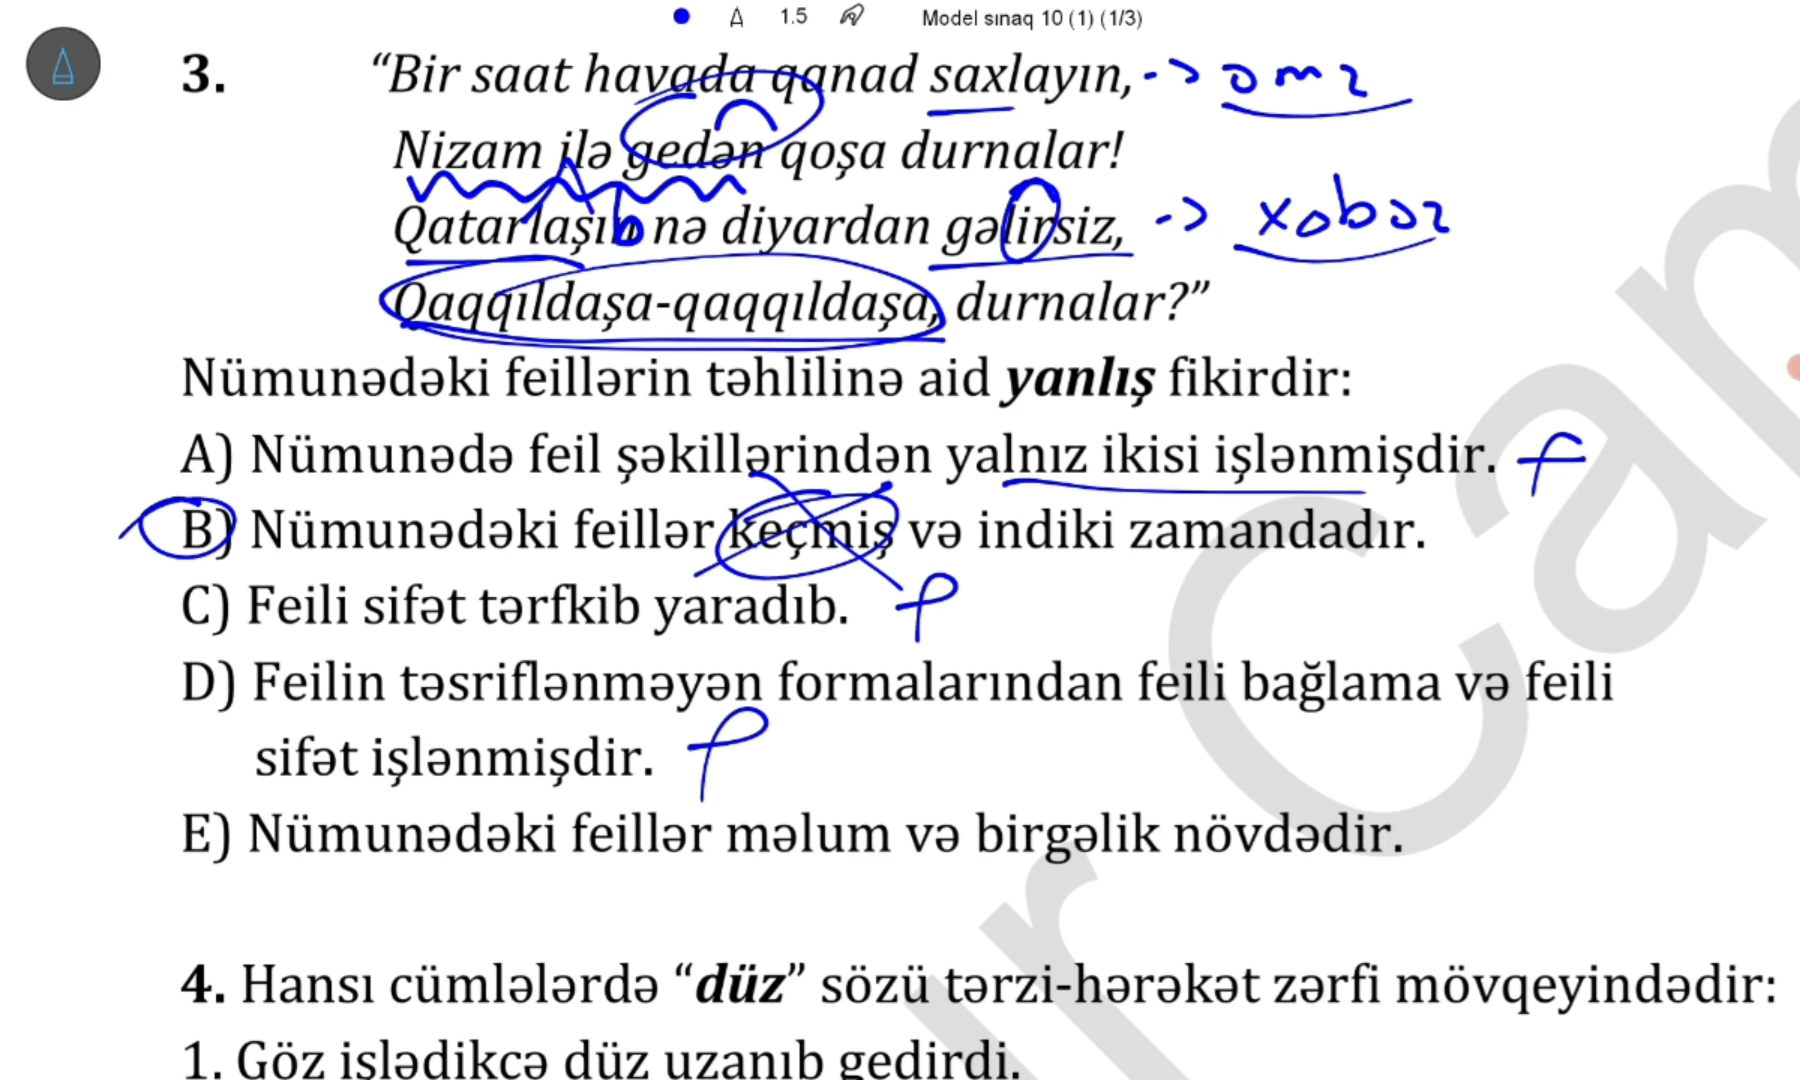 1.5 Model sınaq 10 (1) (1/3)
3. “Bir saat havada qanad saxlayın, -> əmr
Nizam ilə gedən qoşa durnalar!
Qatarlaşıb nə diyardan gəlirsiz, -> xəbər
Qaqqıldaşa-qaqqıldaşa, durnalar?”
Nümunədəki feillərin təhlilinə aid yanlış fikirdir:
A) Nümunədə feil şəkillərindən yalnız ikisi işlənmişdir.
B) Nümunədəki feillər keçmiş və indiki zamandadır.
C) Feili sifət tərfkib yaradıb.
D) Feilin təsriflənməyən formalarından feili bağlama və feili
sifət işlənmişdir.
E) Nümunədəki feillər məlum və birgəlik növdədir.
4. Hansı cümlələrdə “düz” sözü tərzi-hərəkət zərfi mövqeyindədir:
1. Göz işlədikcə düz uzanıb gedirdi.